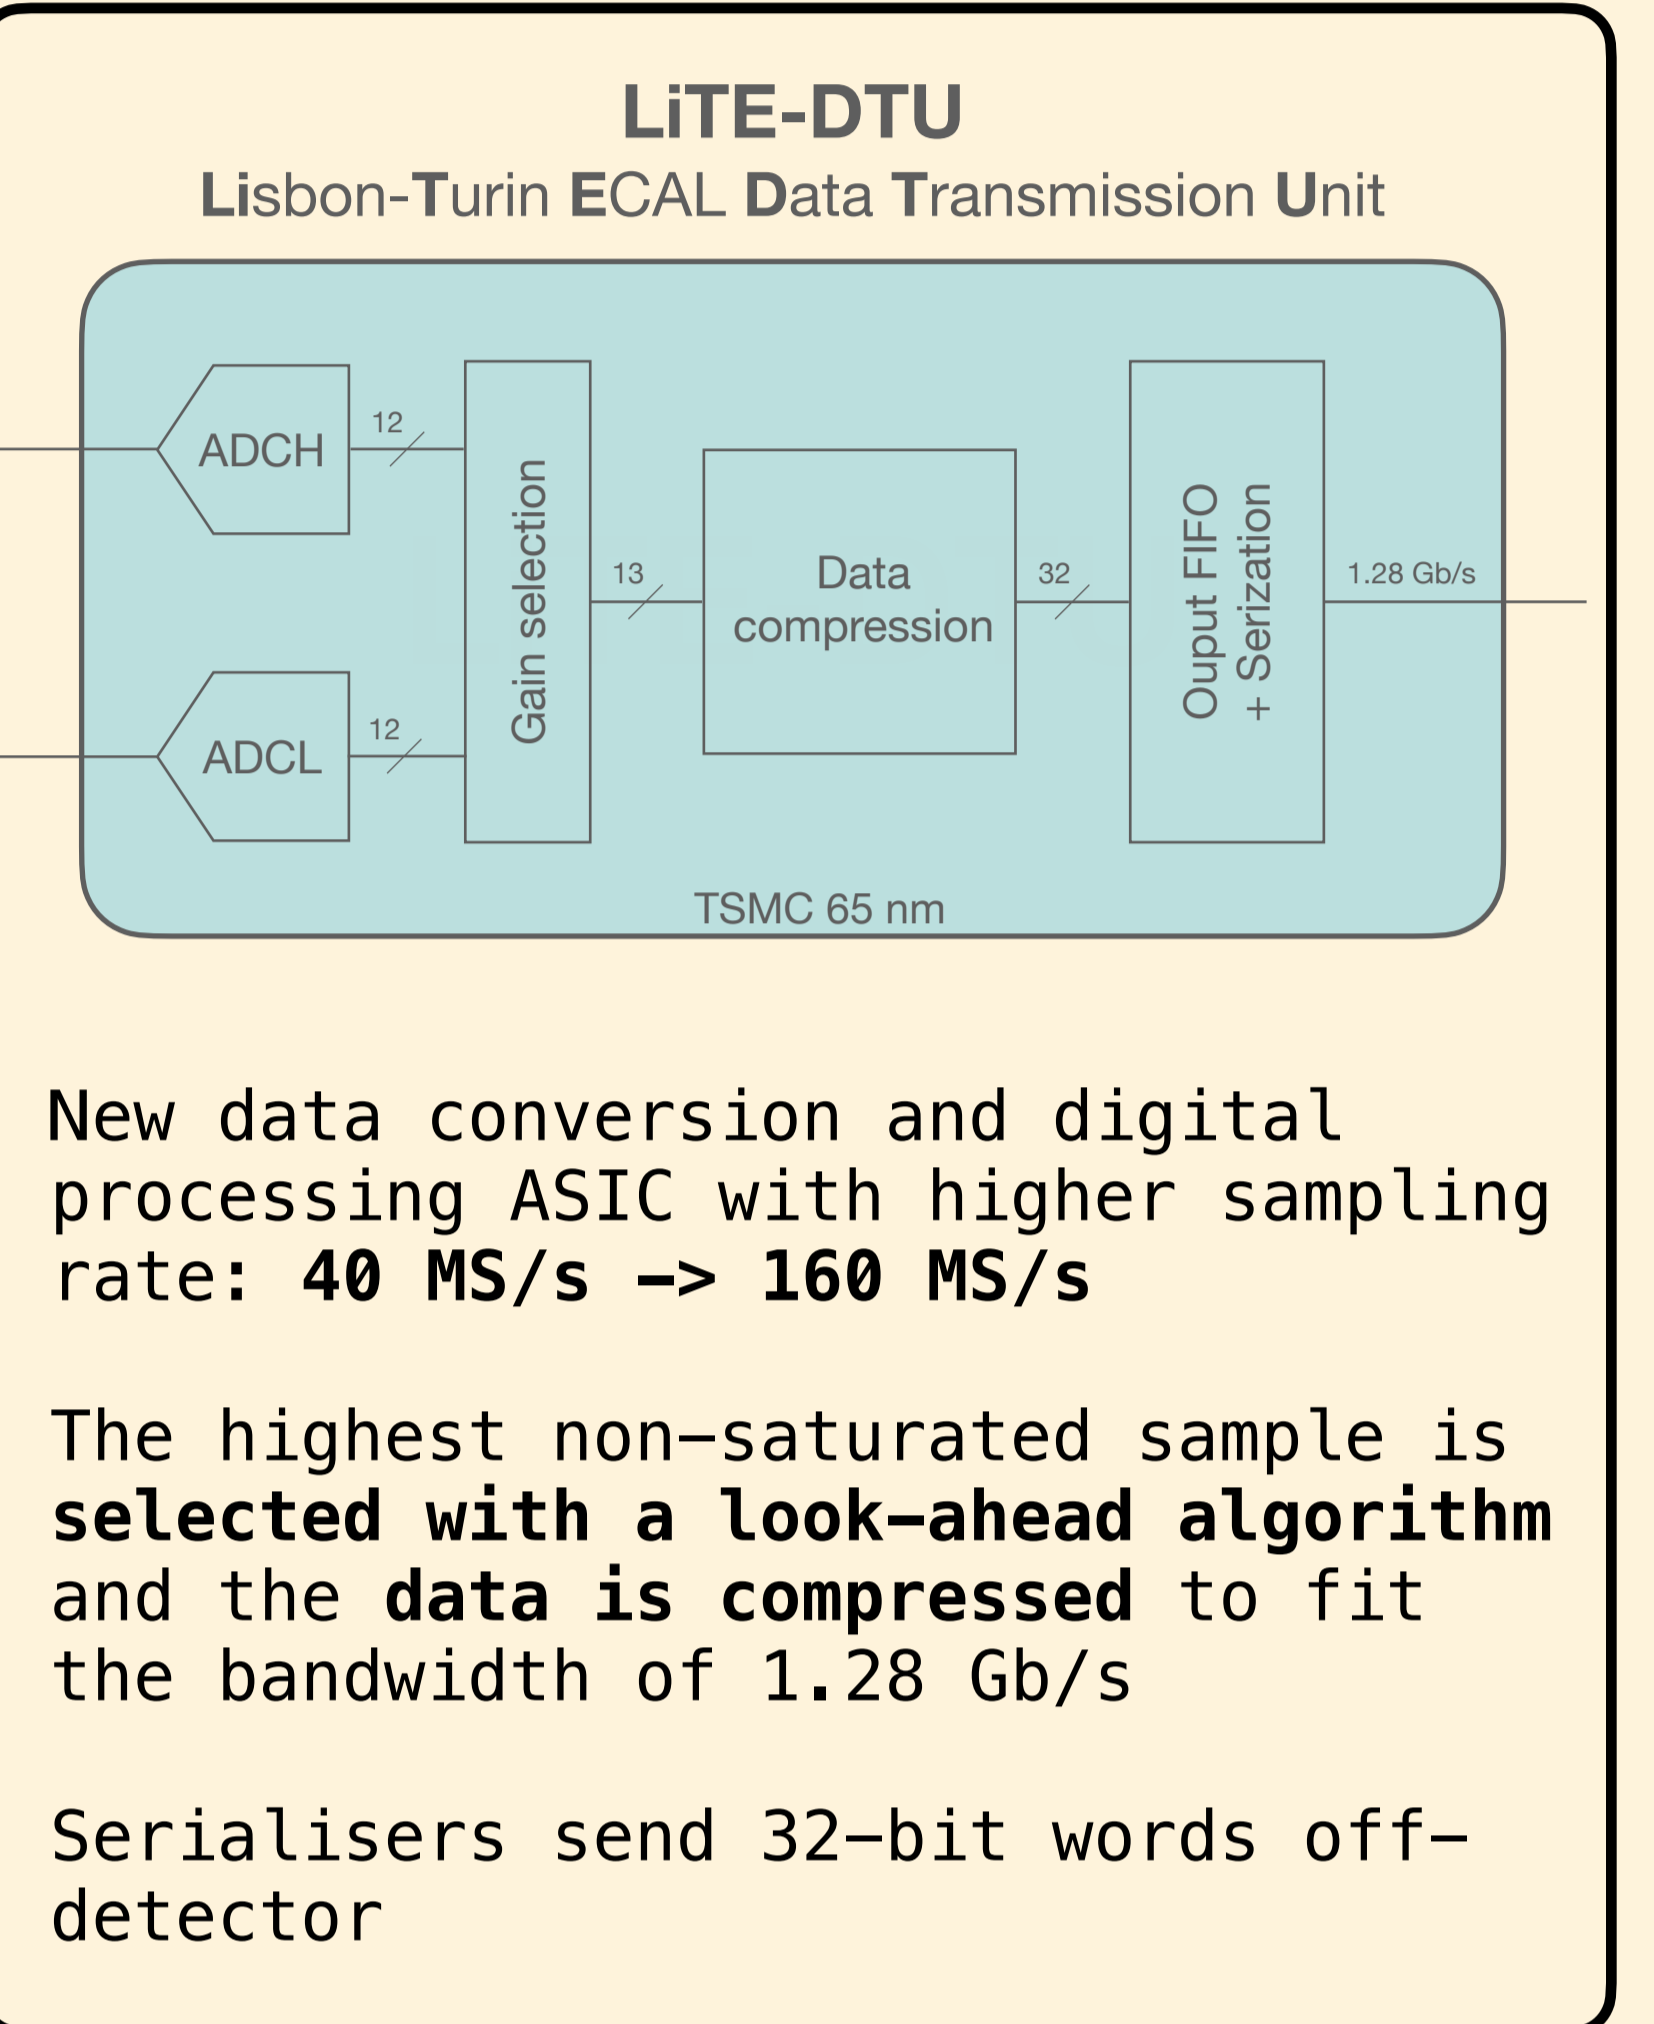 LiTE-DTU
Lisbon-Turin ECAL Data Transmission Unit
ADCH
12
ADCL
12
Gain selection
13
Data
compression
32
Ouput FIFO
+ Serization
1.28 Gb/s
TSMC 65 nm
New data conversion and digital
processing ASIC with higher sampling
rate: 40 MS/s –> 160 MS/s
The highest non–saturated sample is
selected with a look–ahead algorithm
and the data is compressed to fit
the bandwidth of 1.28 Gb/s
Serialisers send 32–bit words off–
detector